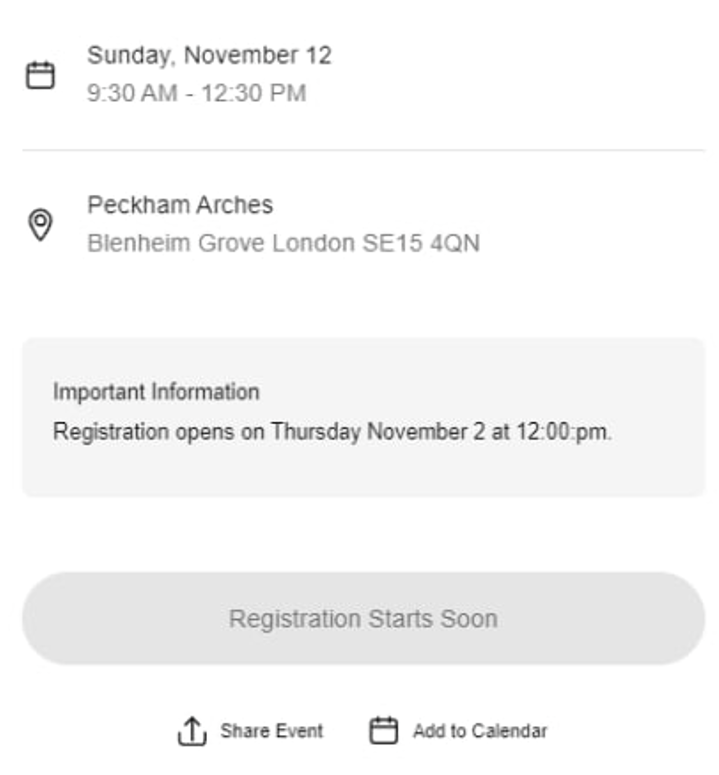 Sunday, November 12
9:30 AM - 12:30 PM
Peckham Arches
Blenheim Grove London SE15 4QN
Important Information
Registration opens on Thursday November 2 at 12:00:pm.
Registration Starts Soon
Share Event
Add to Calendar